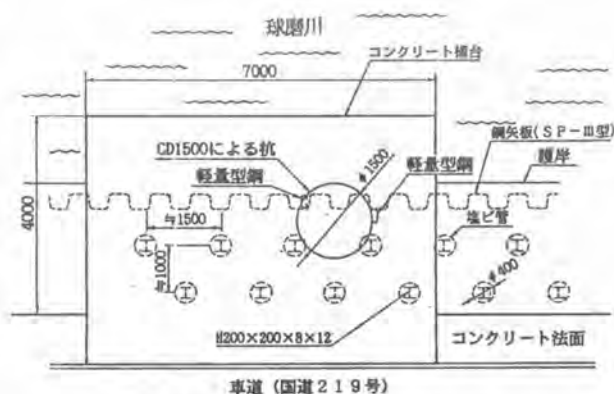 球磨川
コンクリート橋台
7000
鋼矢板(SP-Ⅲ型)
CD1500による杭
φ1500
護岸
軽量型鋼
軽量型鋼
4000
≒1500
塩ビ管
≒1000
φ400
H200×200×8×12
コンクリート法面
車道(国道219号)